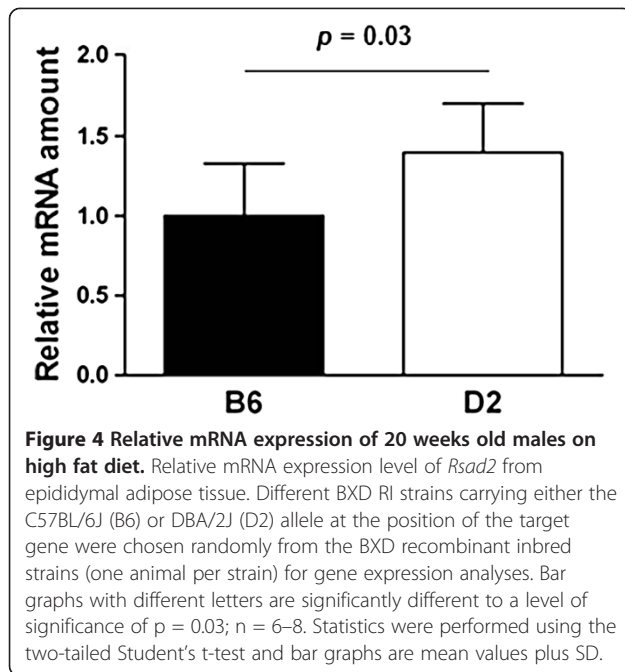 p = 0.03
2.0
1.5
1.0
0.5
0.0
Relative mRNA amount
B6
D2
Figure 4 Relative mRNA expression of 20 weeks old males on
high fat diet. Relative mRNA expression level of Rsad2 from
epididymal adipose tissue. Different BXD RI strains carrying either the
C57BL/6J (B6) or DBA/2J (D2) allele at the position of the target
gene were chosen randomly from the BXD recombinant inbred
strains (one animal per strain) for gene expression analyses. Bar
graphs with different letters are significantly different to a level of
significance of p = 0.03; n = 6–8. Statistics were performed using the
two-tailed Student's t-test and bar graphs are mean values plus SD.